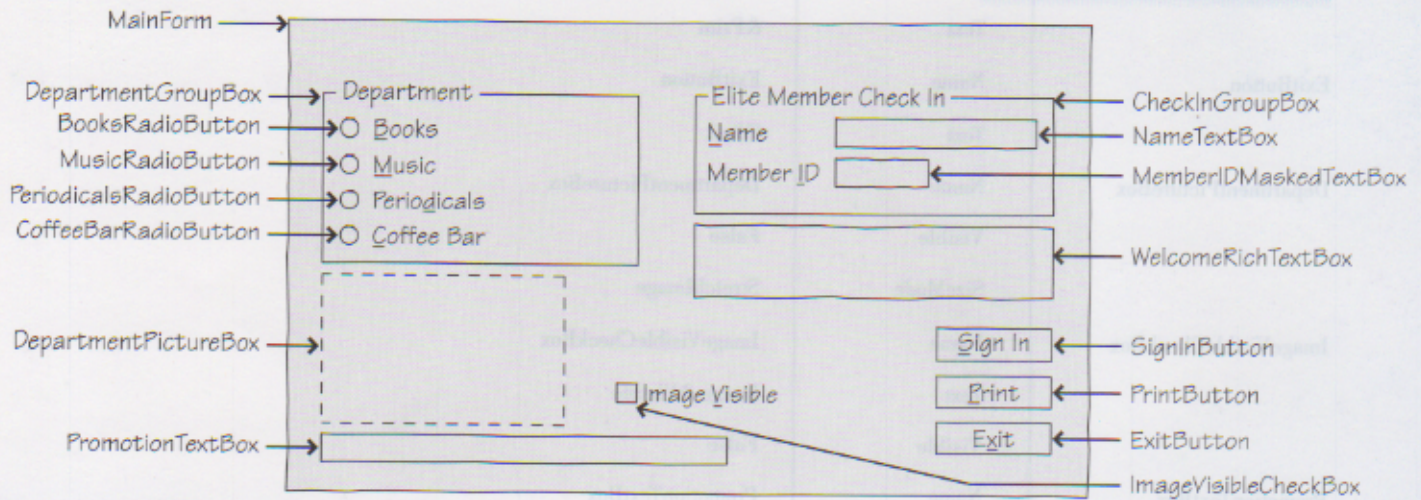 MainForm
DepartmentGroupBox
BooksRadioButton
MusicRadioButton
PeriodicalsRadioButton
CoffeeBarRadioButton
DepartmentPictureBox
PromotionTextBox
Department
Books
Music
Periodicals
Coffee Bar
Image Visible
Elite Member Check In
Name
Member ID
Sign In
Print
Exit
CheckInGroupBox
NameTextBox
MemberIDMaskedTextBox
WelcomeRichTextBox
SignInButton
PrintButton
ExitButton
ImageVisibleCheckBox